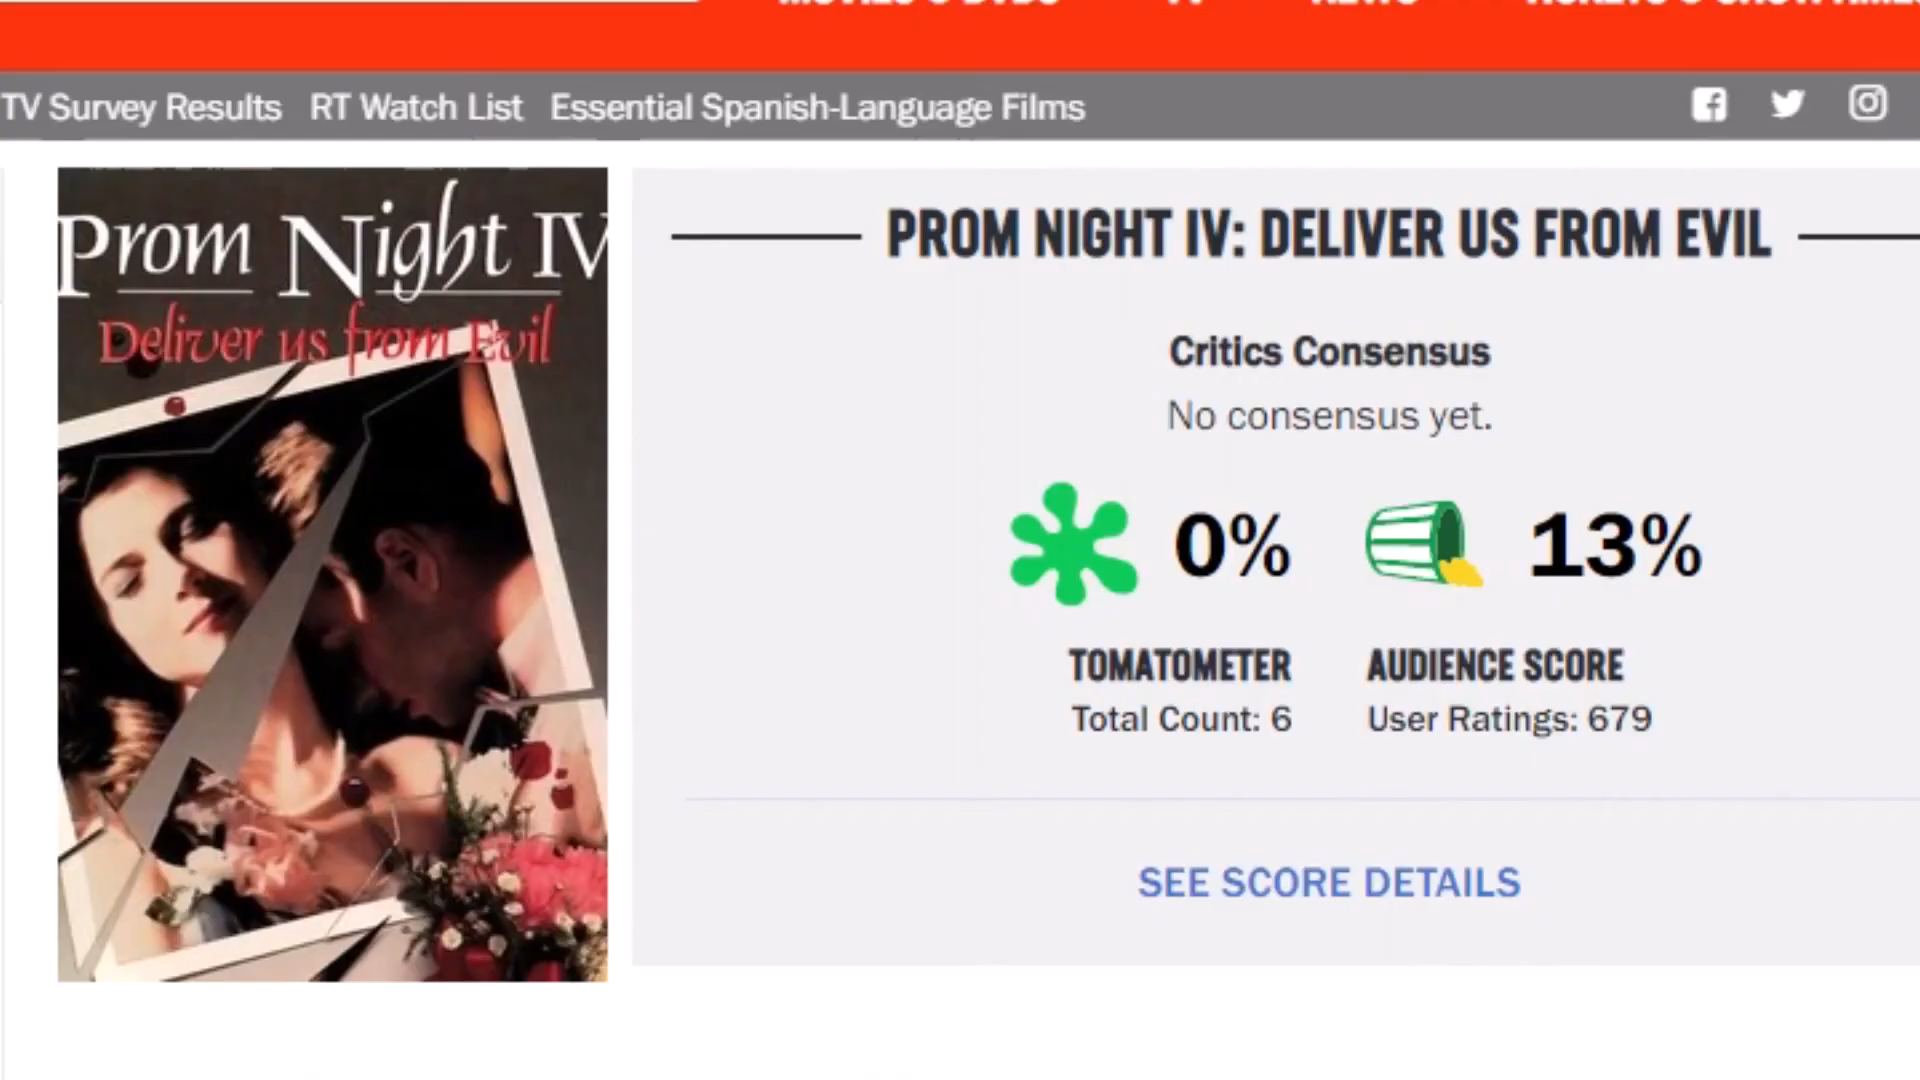 TV Survey Results RT Watch List Essential Spanish-Language Films
Prom Night IV
Deliver us from Evil
PROM NIGHT IV: DELIVER US FROM EVIL
Critics Consensus
No consensus yet.
0% 13%
TOMATOMETER AUDIENCE SCORE
Total Count: 6 User Ratings: 679
SEE SCORE DETAILS